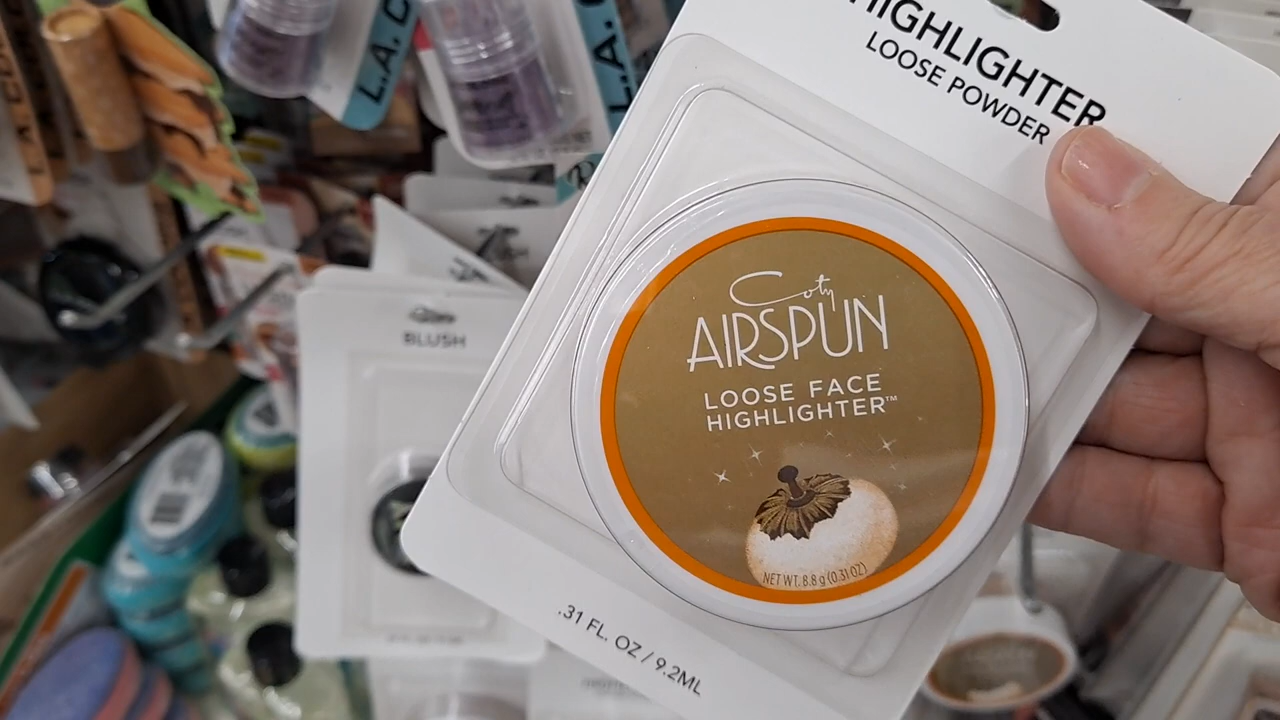 HIGHLIGHTER
LOOSE POWDER
Coty
AIRSPUN
LOOSE FACE
HIGHLIGHTER™
NET WT. 8.8 g (0.31 OZ)
.31 FL. OZ / 9.2ML
BLUSH
L.A. C
L.A.